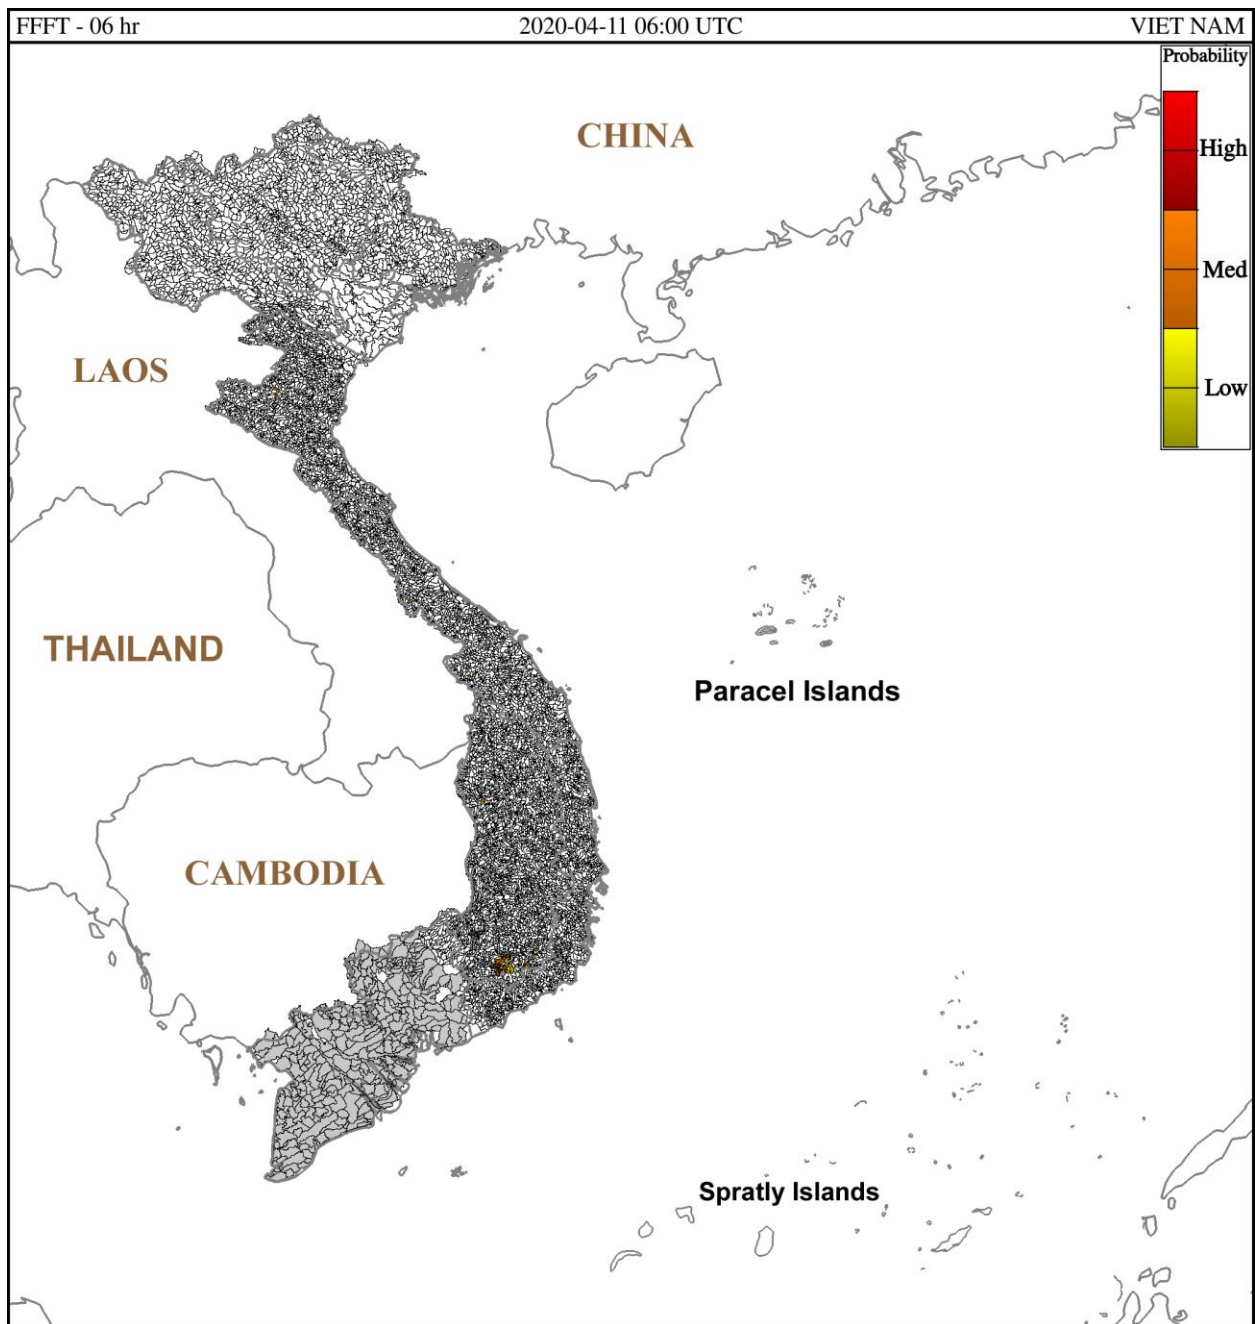 FFFT - 06 hr 2020-04-11 06:00 UTC VIET NAM
Probability
CHINA
High
Med
LAOS
Low
THAILAND
Paracel Islands
CAMBODIA
Spratly Islands